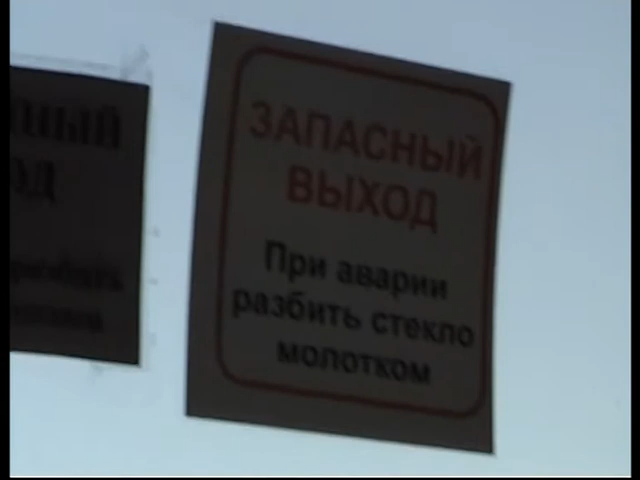 ЗАПАСНЫЙ
ВЫХОД
При аварии
разбить стекло
молотком